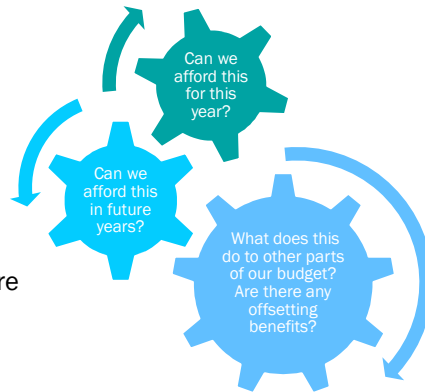 Can we
afford this
for this
year?
Can we
afford this
in future
years?
What does this
do to other parts
of our budget?
Are there any
offsetting
benefits?
re